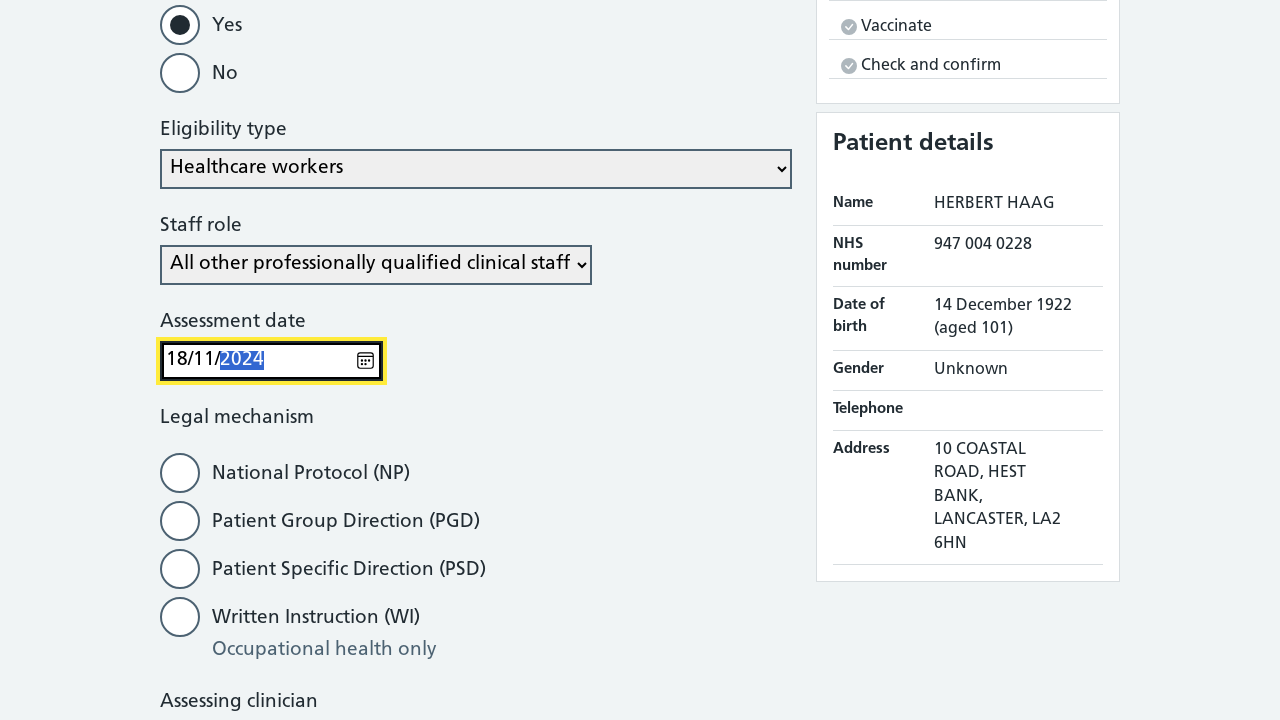 Yes
No
Eligibility type
Healthcare workers
Staff role
All other professionally qualified clinical staff
Assessment date
18/11/2024
Legal mechanism
National Protocol (NP)
Patient Group Direction (PGD)
Patient Specific Direction (PSD)
Written Instruction (WI)
Occupational health only
Assessing clinician
Vaccinate
Check and confirm
Patient details
Name HERBERT HAAG
NHS number 947 004 0228
Date of birth 14 December 1922 (aged 101)
Gender Unknown
Telephone
Address 10 COASTAL
ROAD, HEST
BANK,
LANCASTER, LA2
6HN